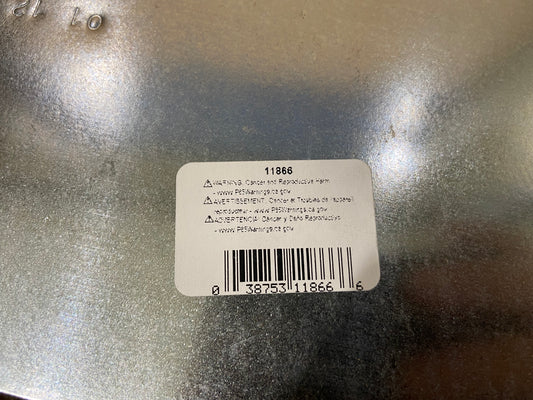 11866
⚠WARNING: Cancer and Reproductive Harm
- www.P65Warnings.ca.gov
⚠AVERTISSEMENT: Cancer et Troubles de l'appareil
reproducteur - www.P65Warnings.ca.gov
⚠ADVERTENCIA: Cáncer y Daño Reproductivo
- www.P65Warnings.ca.gov
0 38753 11866 6